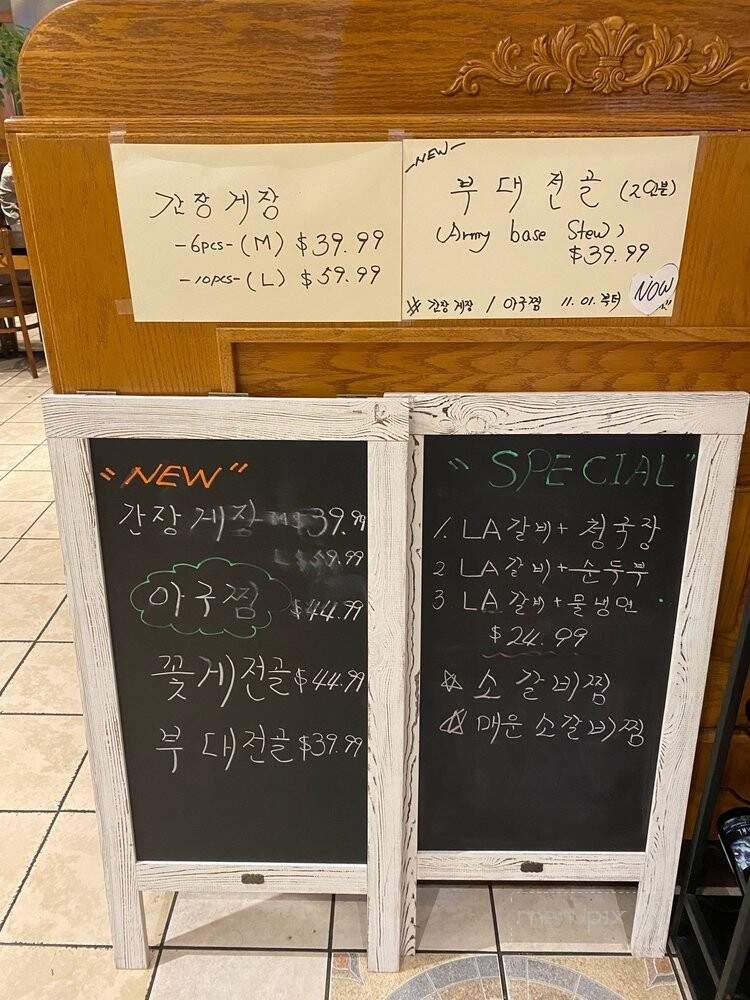 간장게장
-6pcs-(M) $39.99
-10pcs-(L) $59.99
-NEW-
부대전골 (2인분)
(Army base Stew)
$39.99
※ 간장게장 / 아구찜 11.01.부터 NOW
"NEW"
간장게장 M$39.99
L$59.99
아구찜 $44.99
꽃게전골 $44.99
부대전골 $39.99
"SPECIAL"
1. LA갈비+청국장
2 LA갈비+순두부
3 LA갈비+물냉면
$24.99
☆ 소갈비찜
☆ 매운소갈비찜
menupix